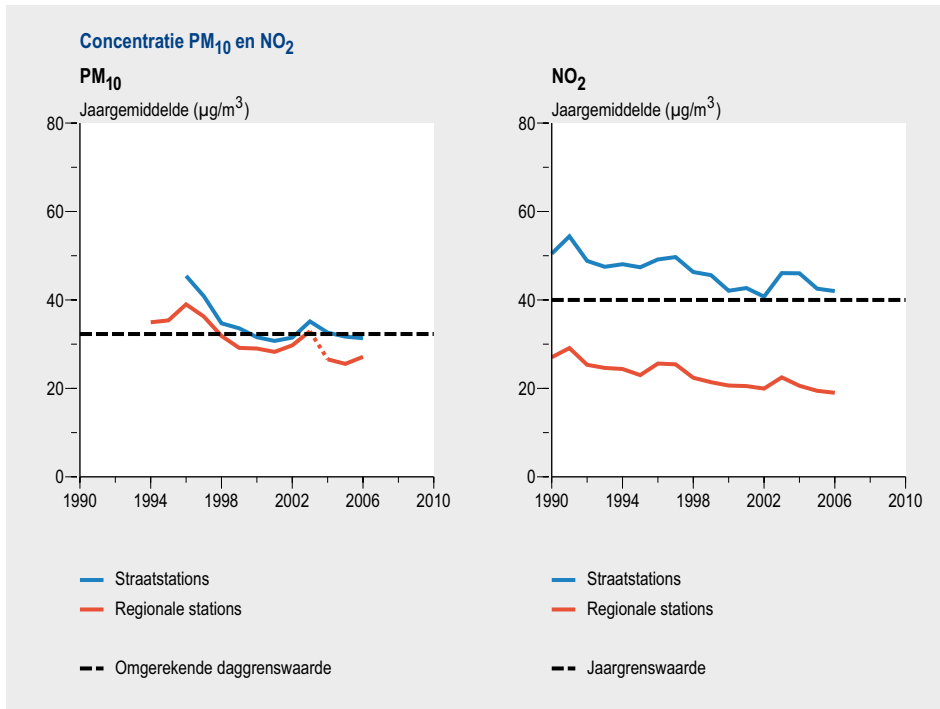 Concentratie PM10 en NO2
PM10
Jaargemiddelde (µg/m3)
80
60
40
20
0
1990 1994 1998 2002 2006 2010
Straatstations
Regionale stations
Omgerekende daggrenswaarde
NO2
Jaargemiddelde (µg/m3)
80
60
40
20
0
1990 1994 1998 2002 2006 2010
Straatstations
Regionale stations
Jaargrenswaarde